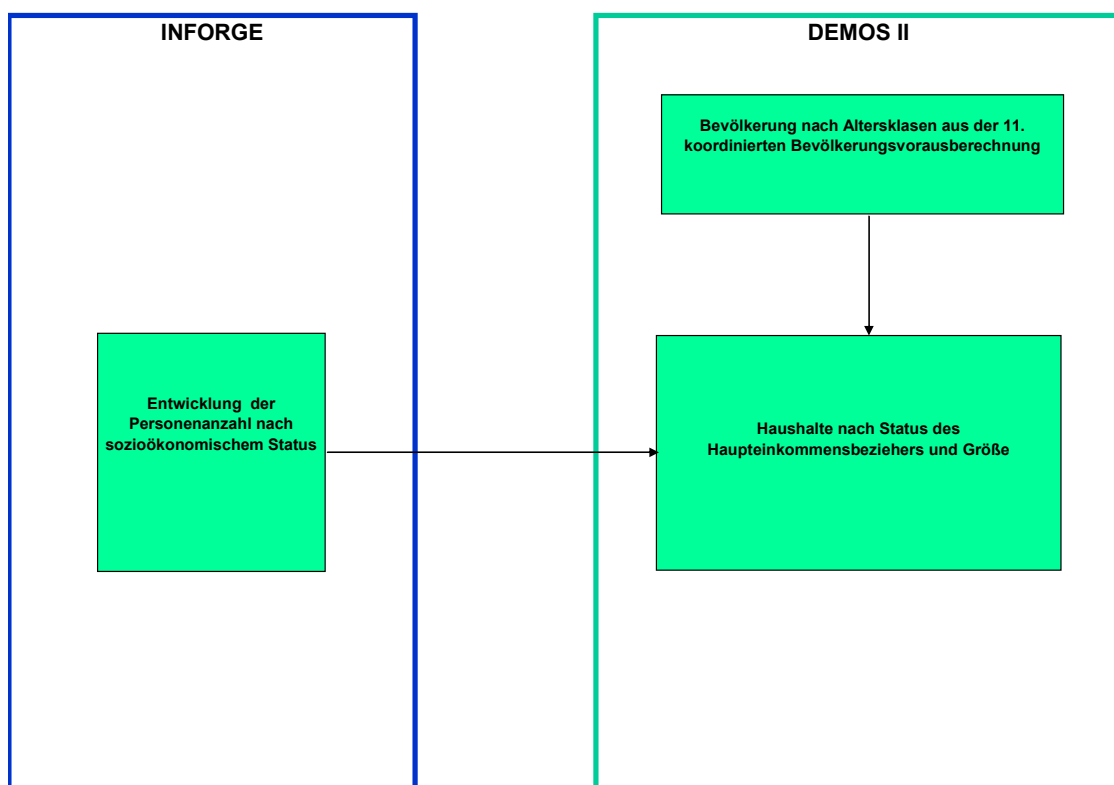 INFORGE
DEMOS II
Bevölkerung nach Altersklasen aus der 11.
koordinierten Bevölkerungsvorausberechnung
Entwicklung der
Personenanzahl nach
sozioökonomischem Status
Haushalte nach Status des
Haupteinkommensbeziehers und Größe